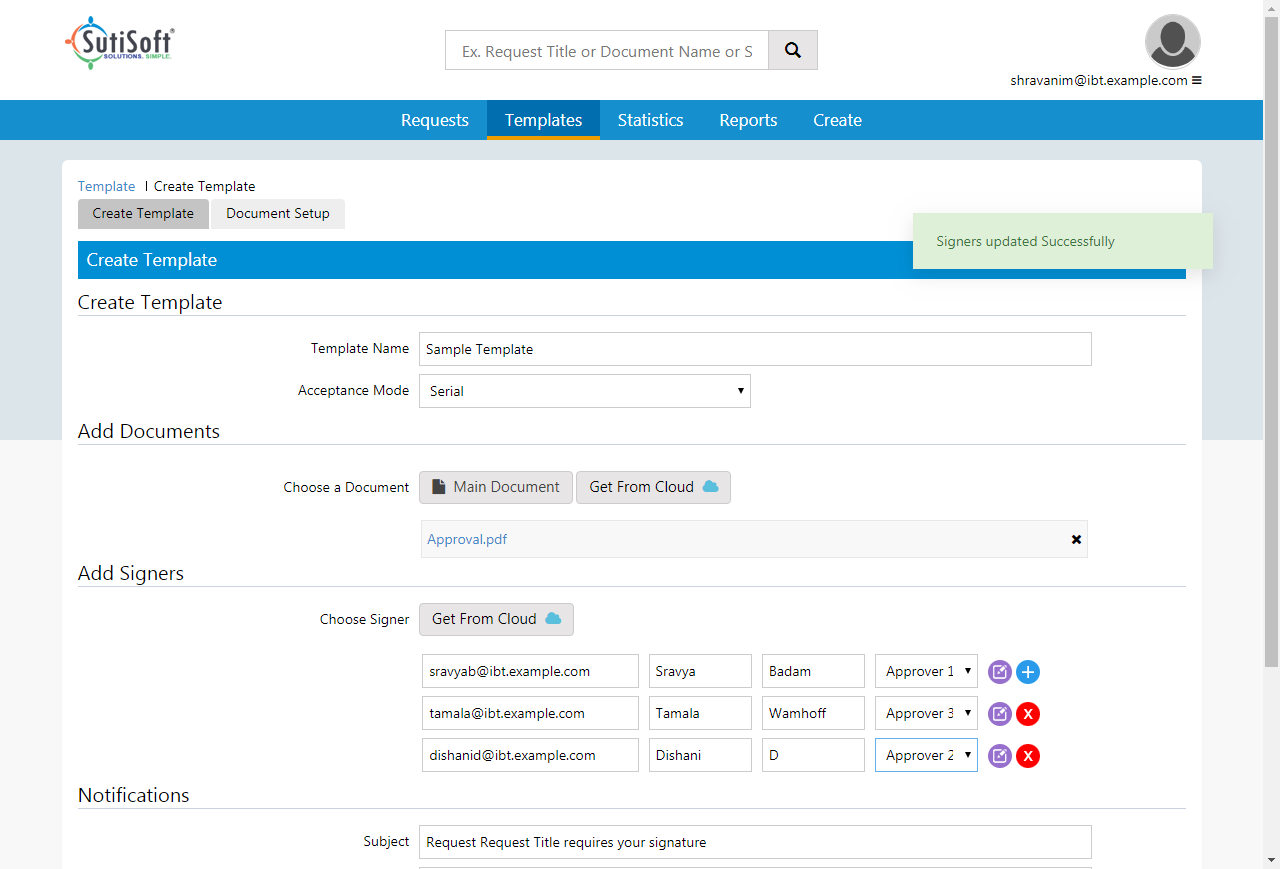 SutiSoft®
SOLUTIONS. SIMPLE.
Ex. Request Title or Document Name or S
shravanim@ibt.example.com
Requests Templates Statistics Reports Create
Template | Create Template
Create Template Document Setup
Signers updated Successfully
Create Template
Create Template
Template Name Sample Template
Acceptance Mode Serial
Add Documents
Choose a Document Main Document Get From Cloud
Approval.pdf
Add Signers
Choose Signer Get From Cloud
sravyab@ibt.example.com Sravya Badam Approver 1
tamala@ibt.example.com Tamala Wamhoff Approver 3 X
dishanid@ibt.example.com Dishani D Approver 2 X
Notifications
Subject Request Request Title requires your signature